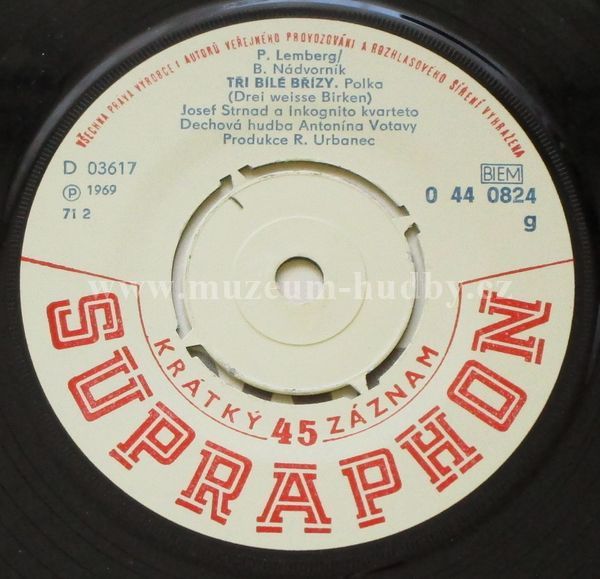 VŠECHNA PRÁVA VÝROBCE I AUTORŮ VEŘEJNÉHO PROVOZOVÁNÍ A ROZHLASOVÉHO ŠÍŘENÍ VYHRAŽENA
P. Lemberg/
B. Nádvorník
TŘI BÍLÉ BŘÍZY. Polka
(Drei weisse Birken)
Josef Strnad a Inkognito kvarteto
Dechová hudba Antonína Votavy
Produkce R. Urbanec
D 03617
Ⓟ 1969
71 2
BIEM
0 44 0824
g
www.muzeum-hudby.cz
KRÁTKÝ 45 ZÁZNAM
SUPRAPHON